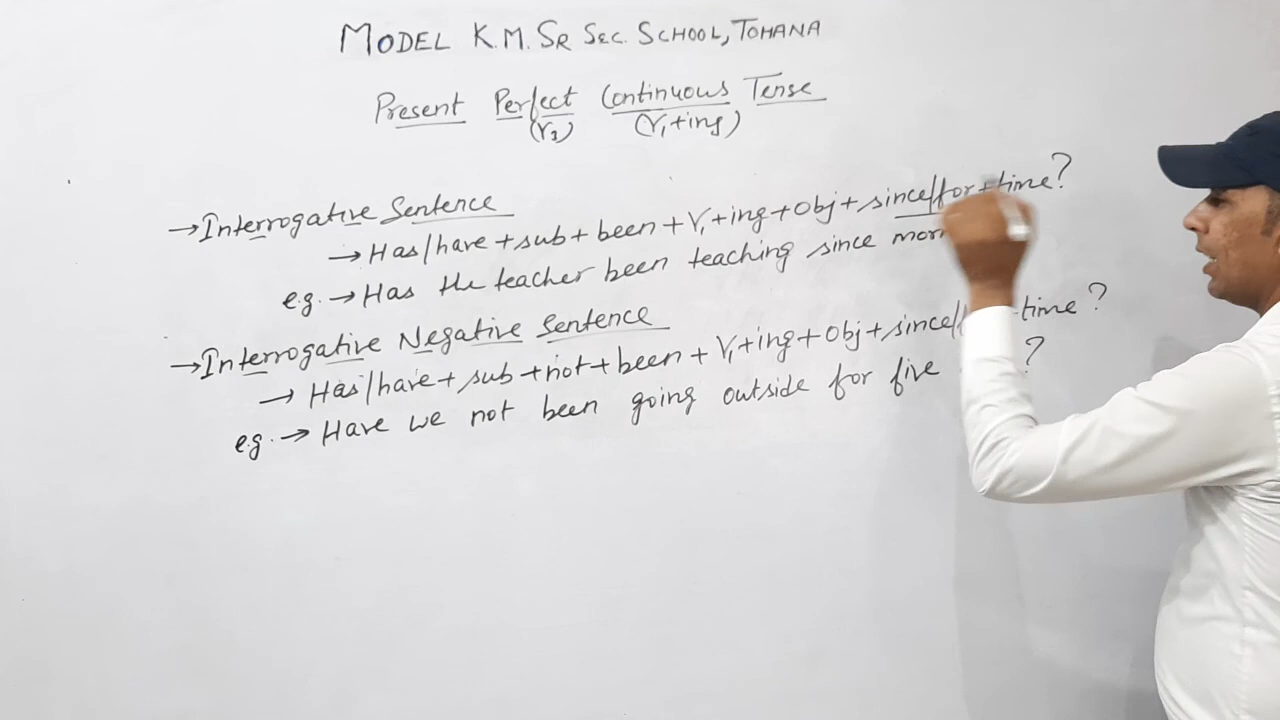 MODEL K.M. SR SEC. SCHOOL, TOHANA
Present Perfect Continuous Tense
(V3) (V1+ing)
→ Interrogative Sentence
→ Has/have + sub + been + V1 + ing + Obj + since/for + time?
e.g. → Has the teacher been teaching since
→ Interrogative Negative Sentence
→ Has/have + sub + not + been + V1 + ing + Obj + since/ time?
e.g. → Have we not been going outside for five ?